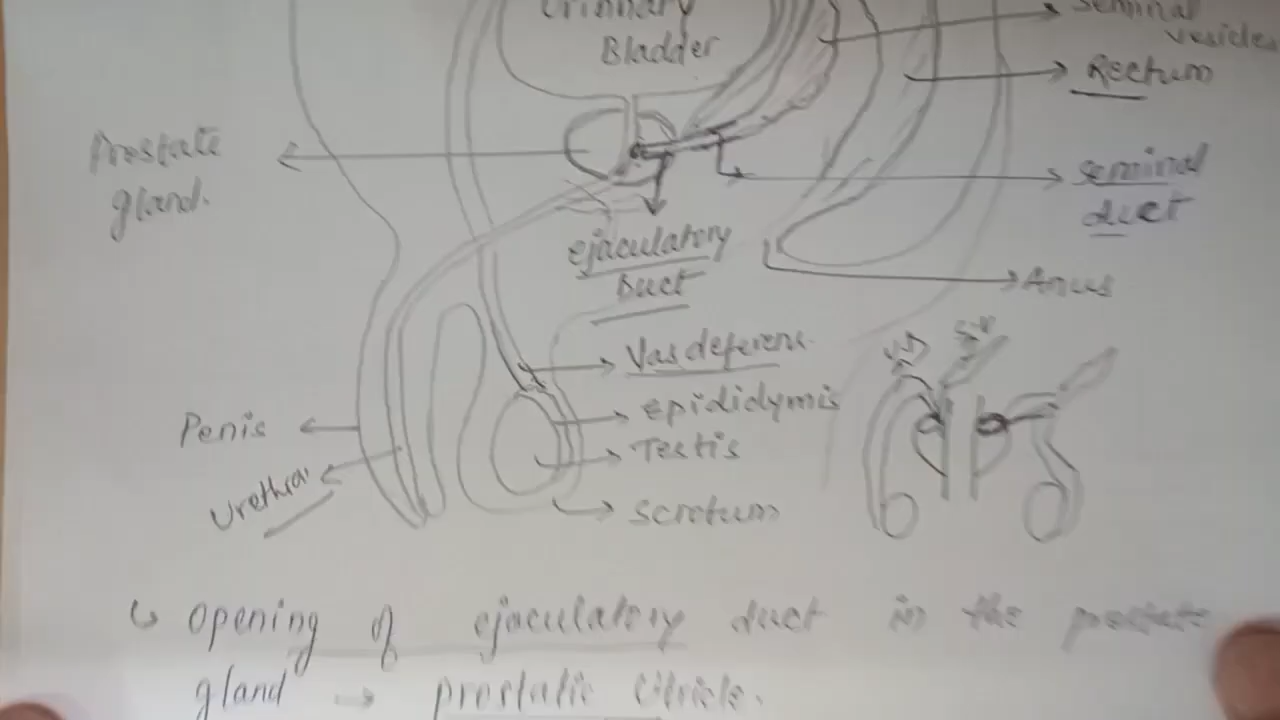 Urinnary
Bladder
Seminal
vesicles
Rectum
Prostate
gland.
Seminal
duct
ejaculatory
Duct
Anus
Vas deferens
V.D
S.V
Penis
epididymis
Testis
urethra
scrotum
opening of ejaculatory duct in the prostate
gland → prostatic utricle.